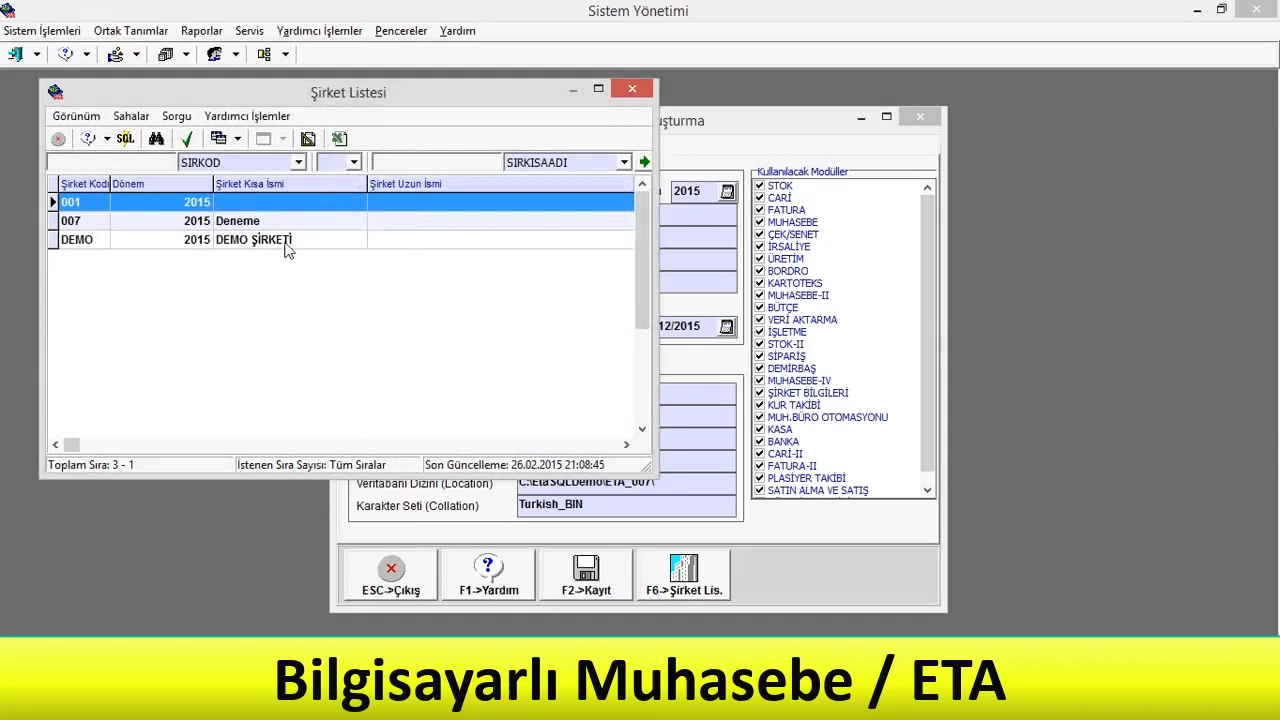 Sistem Yönetimi
Sistem İşlemleri Ortak Tanımlar Raporlar Servis Yardımcı İşlemler Pencereler Yardım
Şirket Listesi
Görünüm Sahalar Sorgu Yardımcı İşlemler
SQL
SIRKOD SIRKISAADI
Şirket Kodu Dönem Şirket Kısa İsmi Şirket Uzun İsmi
001 2015
007 2015 Deneme
DEMO 2015 DEMO ŞİRKETİ
Toplam Sıra: 3 - 1 İstenen Sıra Sayısı: Tüm Sıralar Son Güncelleme: 26.02.2015 21:08:45
uşturma
2015
12/2015
Kullanılacak Modüller
STOK
CARİ
FATURA
MUHASEBE
ÇEK/SENET
İRSALİYE
ÜRETİM
BORDRO
KARTOTEKS
MUHASEBE-II
BÜTÇE
VERİ AKTARMA
İŞLETME
STOK-II
SİPARİŞ
DEMİRBAŞ
MUHASEBE-IV
ŞİRKET BİLGİLERİ
KUR TAKİBİ
MUH.BÜRO OTOMASYONU
KASA
BANKA
CARİ-II
FATURA-II
PLASİYER TAKİBİ
SATIN ALMA VE SATIŞ
Veritabanı Dizini (Location) C:\EtaSQLDemo\ETA_007\
Karakter Seti (Collation) Turkish_BIN
ESC->Çıkış F1->Yardım F2->Kayıt F6->Şirket Lis.
Bilgisayarlı Muhasebe / ETA